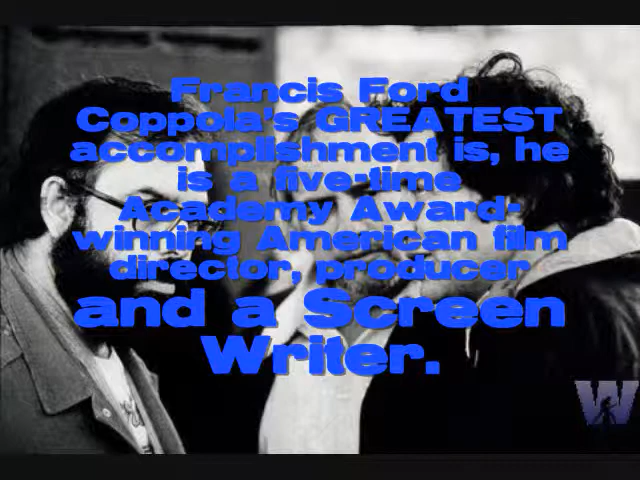 Francis Ford
Coppola's GREATEST
accomplishment is, he
is a five-time
Academy Award-
winning American film
director, producer
and a Screen
Writer.
W